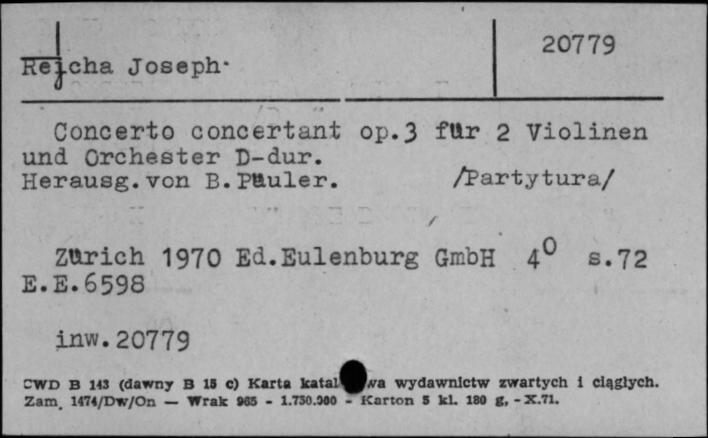 20779
Rejcha Joseph
Concerto concertant op.3 für 2 Violinen
und Orchester D-dur.
Herausg.von B.Päuler. /Partytura/
Zürich 1970 Ed.Eulenburg GmbH 4⁰ s.72
E.E.6598
inw.20779
CWD B 143 (dawny B 15 c) Karta wydawnictw zwartych i ciągłych.
Zam. 1474/Dw/On — Wrak 965 - 1.750.000 - Karton 5 kl. 180 g, - X.71.